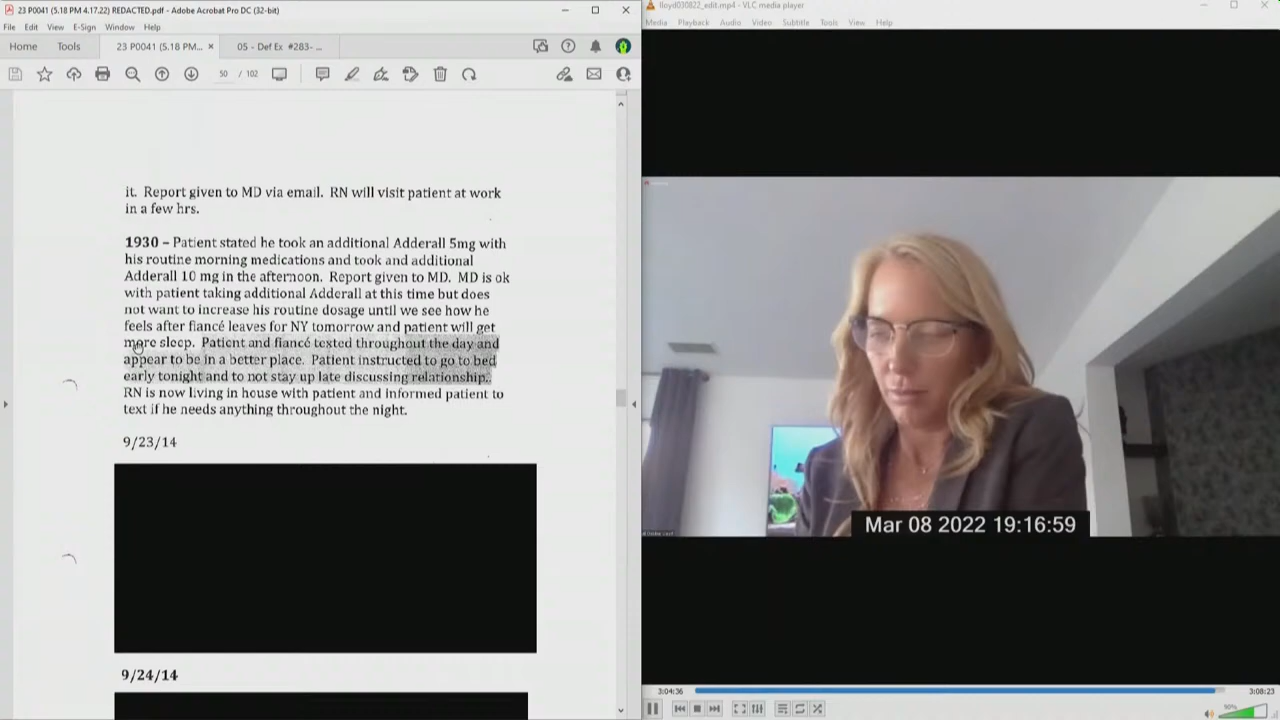 23 P0041 (5.18 PM 4.17.22) REDACTED.pdf - Adobe Acrobat Pro DC (32-bit)
File Edit View E-Sign Window Help
Home Tools 23 P0041 (5.18 PM... × 05 - Def Ex #283- ...
50 / 102
it. Report given to MD via email. RN will visit patient at work
in a few hrs.
1930 – Patient stated he took an additional Adderall 5mg with
his routine morning medications and took and additional
Adderall 10 mg in the afternoon. Report given to MD. MD is ok
with patient taking additional Adderall at this time but does
not want to increase his routine dosage until we see how he
feels after fiancé leaves for NY tomorrow and patient will get
more sleep. Patient and fiancé texted throughout the day and
appear to be in a better place. Patient instructed to go to bed
early tonight and to not stay up late discussing relationship.
RN is now living in house with patient and informed patient to
text if he needs anything throughout the night.
9/23/14
9/24/14
lloyd030822_edit.mp4 - VLC media player
Media Playback Audio Video Subtitle Tools View Help
Mar 08 2022 19:16:59
3:04:36 3:08:23
90%